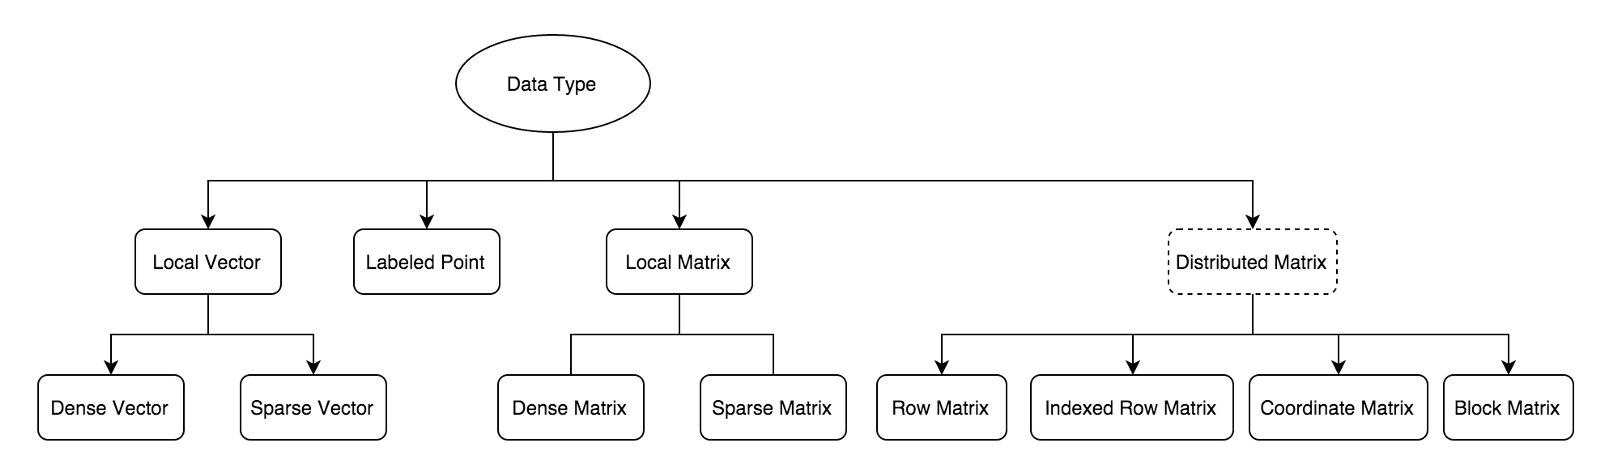 Data Type
Local Vector
Labeled Point
Local Matrix
Distributed Matrix
Dense Vector
Sparse Vector
Dense Matrix
Sparse Matrix
Row Matrix
Indexed Row Matrix
Coordinate Matrix
Block Matrix